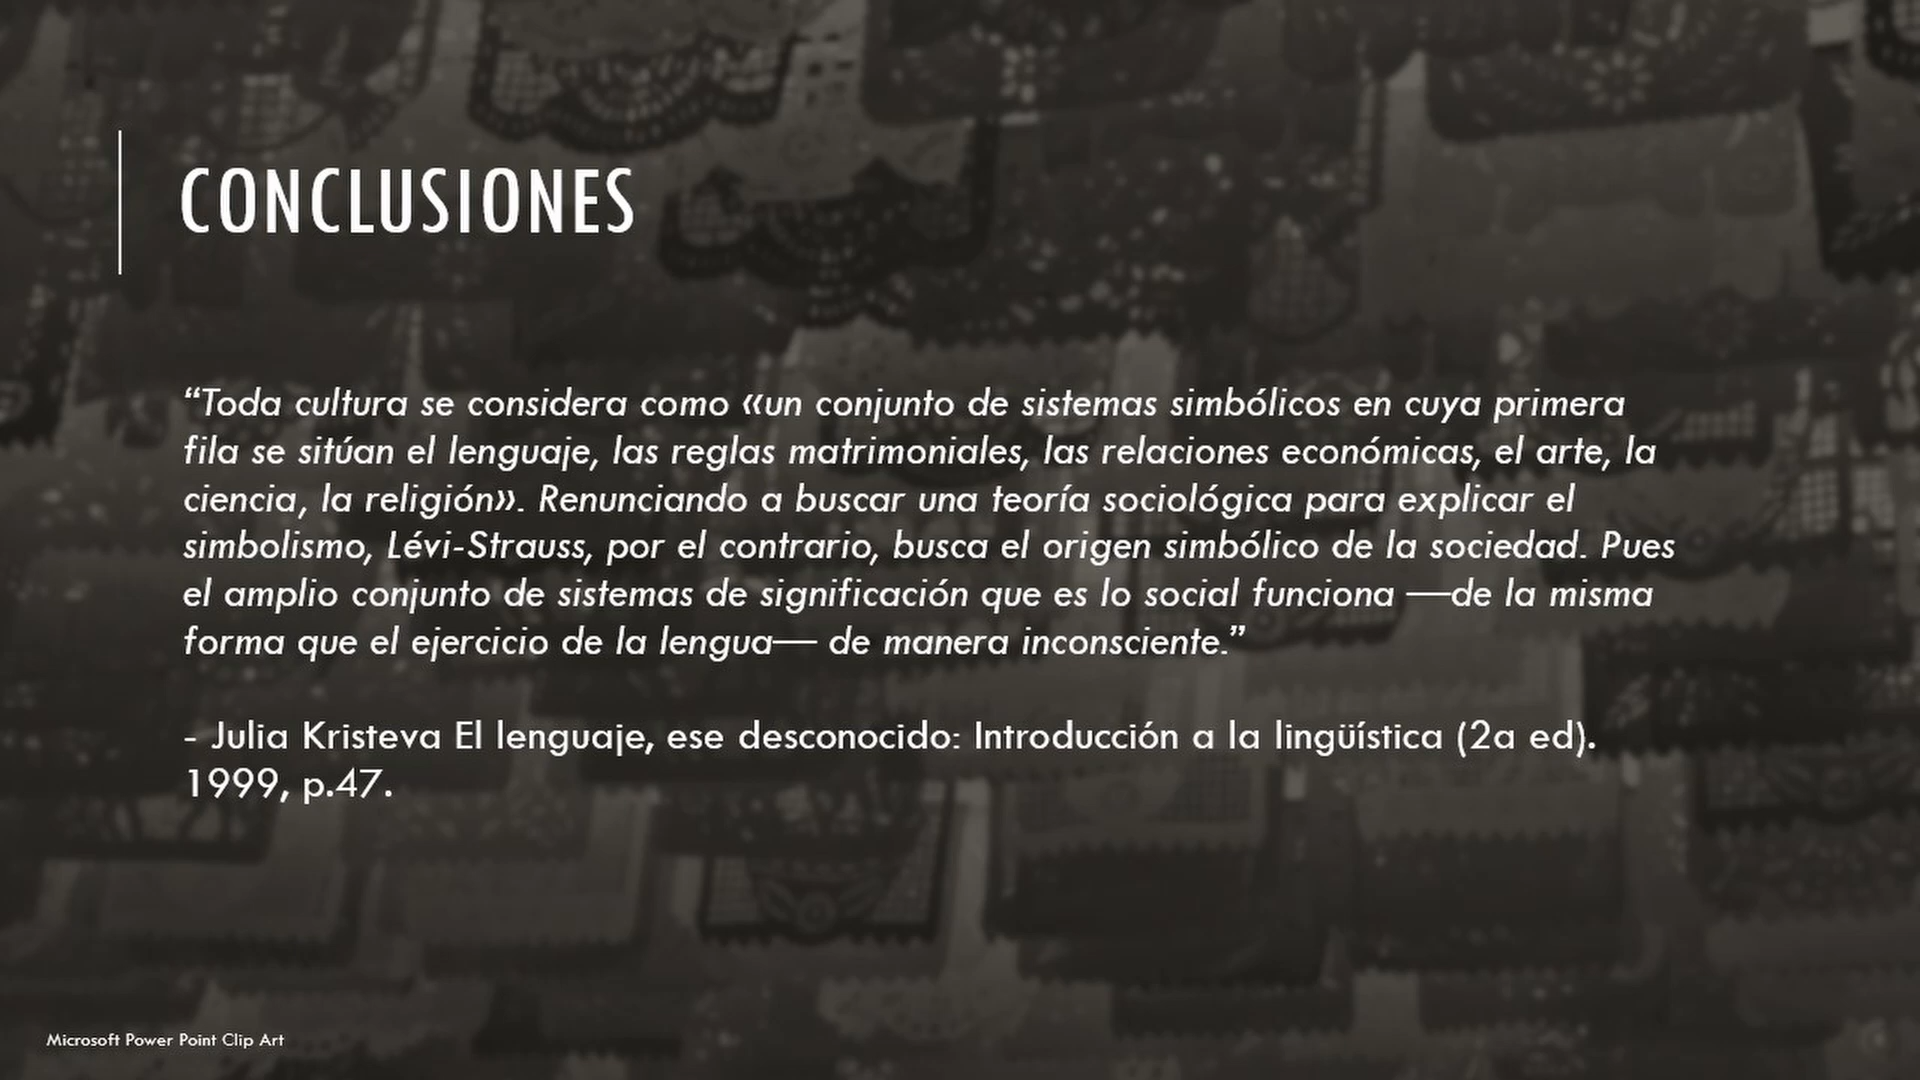 CONCLUSIONES
“Toda cultura se considera como «un conjunto de sistemas simbólicos en cuya primera
fila se sitúan el lenguaje, las reglas matrimoniales, las relaciones económicas, el arte, la
ciencia, la religión». Renunciando a buscar una teoría sociológica para explicar el
simbolismo, Lévi-Strauss, por el contrario, busca el origen simbólico de la sociedad. Pues
el amplio conjunto de sistemas de significación que es lo social funciona —de la misma
forma que el ejercicio de la lengua— de manera inconsciente.”
- Julia Kristeva El lenguaje, ese desconocido: Introducción a la lingüística (2a ed).
1999, p.47.
Microsoft Power Point Clip Art